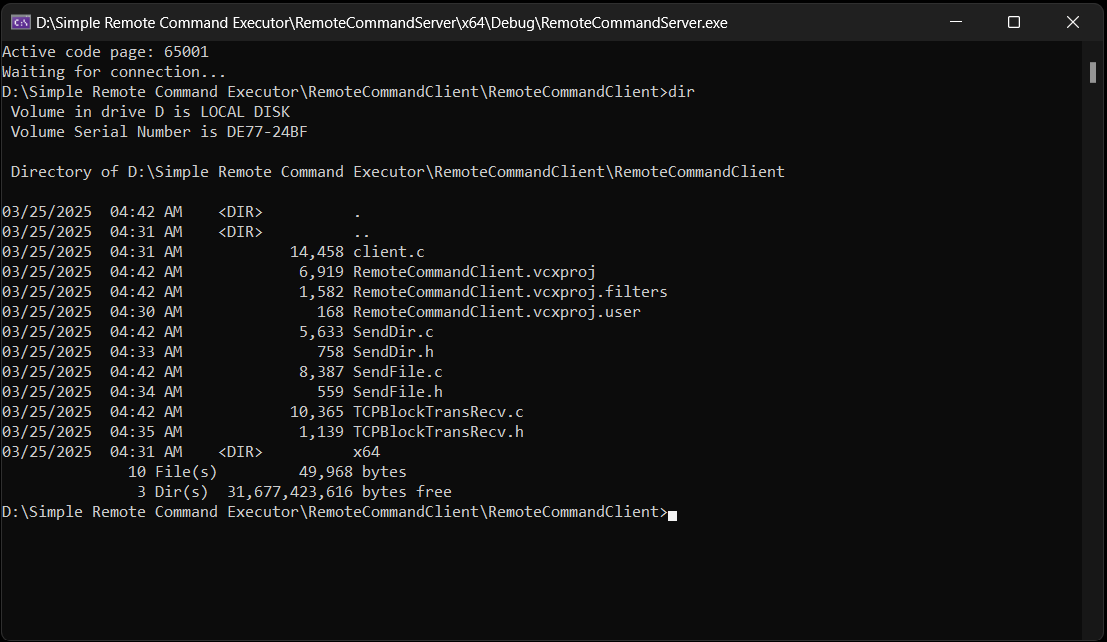 D:\Simple Remote Command Executor\RemoteCommandServer\x64\Debug\RemoteCommandServer.exe
Active code page: 65001
Waiting for connection...
D:\Simple Remote Command Executor\RemoteCommandClient\RemoteCommandClient>dir
 Volume in drive D is LOCAL DISK
 Volume Serial Number is DE77-24BF

 Directory of D:\Simple Remote Command Executor\RemoteCommandClient\RemoteCommandClient

03/25/2025  04:42 AM    <DIR>          .
03/25/2025  04:31 AM    <DIR>          ..
03/25/2025  04:31 AM            14,458 client.c
03/25/2025  04:42 AM             6,919 RemoteCommandClient.vcxproj
03/25/2025  04:42 AM             1,582 RemoteCommandClient.vcxproj.filters
03/25/2025  04:30 AM               168 RemoteCommandClient.vcxproj.user
03/25/2025  04:42 AM             5,633 SendDir.c
03/25/2025  04:33 AM               758 SendDir.h
03/25/2025  04:42 AM             8,387 SendFile.c
03/25/2025  04:34 AM               559 SendFile.h
03/25/2025  04:42 AM            10,365 TCPBlockTransRecv.c
03/25/2025  04:35 AM             1,139 TCPBlockTransRecv.h
03/25/2025  04:31 AM    <DIR>          x64
              10 File(s)         49,968 bytes
               3 Dir(s)  31,677,423,616 bytes free
D:\Simple Remote Command Executor\RemoteCommandClient\RemoteCommandClient>